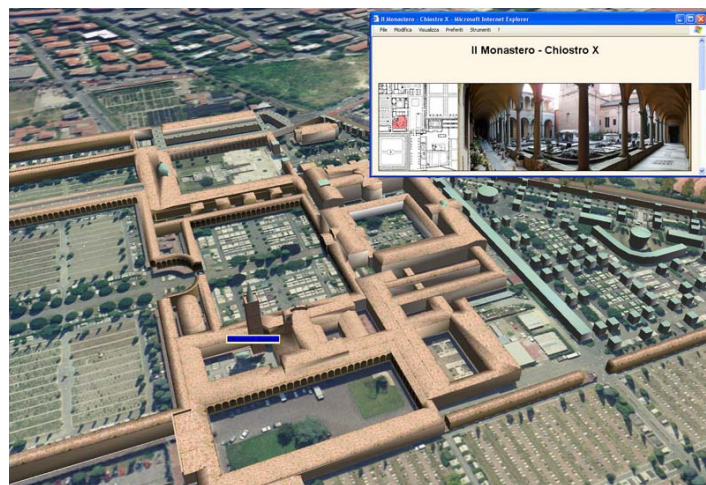 Il Monastero - Chiostro X - Microsoft Internet Explorer
File Modifica Visualizza Preferiti Strumenti ?
Il Monastero - Chiostro X